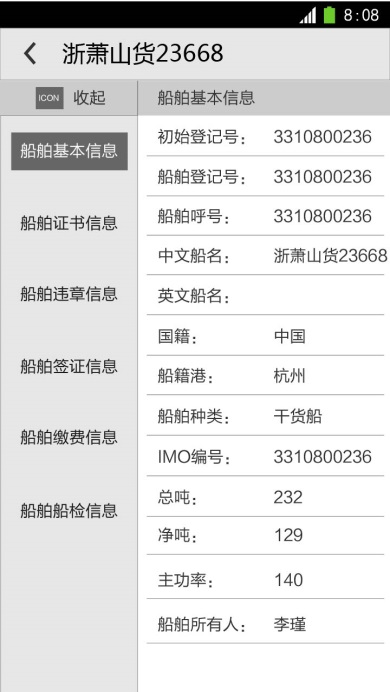 8:08
浙萧山货23668
ICON 收起
船舶基本信息
船舶证书信息
船舶违章信息
船舶签证信息
船舶缴费信息
船舶船检信息
船舶基本信息
初始登记号： 3310800236
船舶登记号： 3310800236
船舶呼号： 3310800236
中文船名： 浙萧山货23668
英文船名：
国籍： 中国
船籍港： 杭州
船舶种类： 干货船
IMO编号： 3310800236
总吨： 232
净吨： 129
主功率： 140
船舶所有人： 李瑾